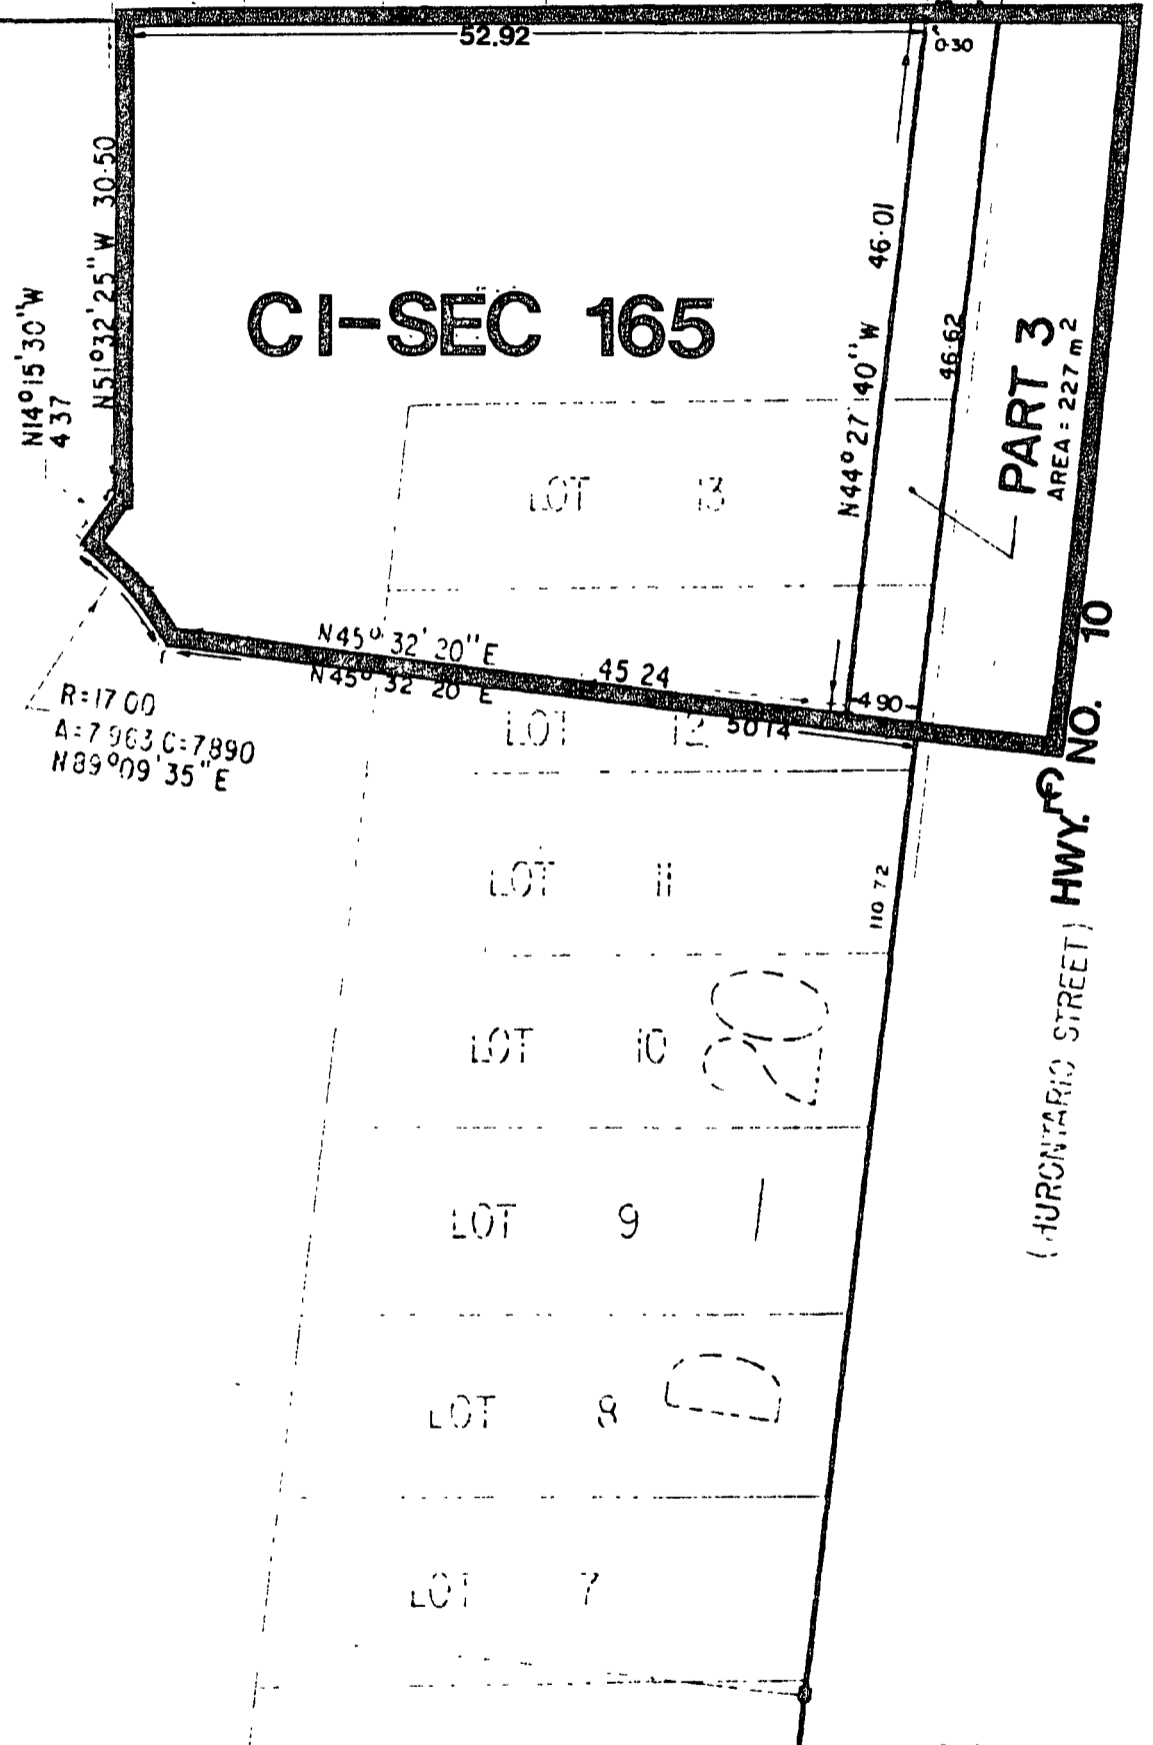 52.92
0.30
N51°32'25"W 30.50
N14°15'30"W
4 37
C1-SEC 165
46.01
N44°27'40"W
46.62
PART 3
AREA = 227 m2
LOT 13
N45° 32' 20" E
N45° 32' 20" E
45 24
4 90
50 14
R=17 00
A=7 963, C=7 890
N89°09'35"E
LOT 12
HWY. NO. 10
(HURONTARIO STREET)
110 72
LOT 11
LOT 10
LOT 9
LOT 8
LOT 7